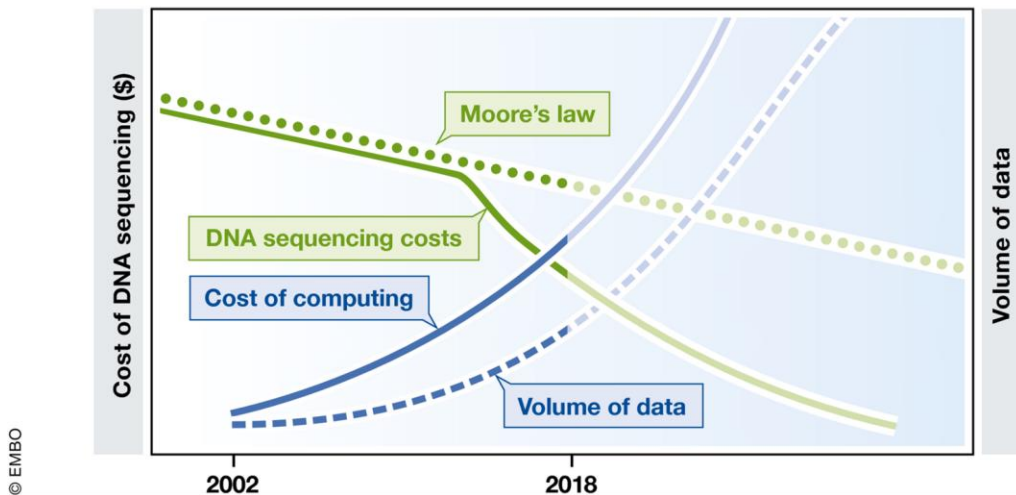 Cost of DNA sequencing ($)
Moore's law
DNA sequencing costs
Cost of computing
Volume of data
Volume of data
2002
2018
© EMBO